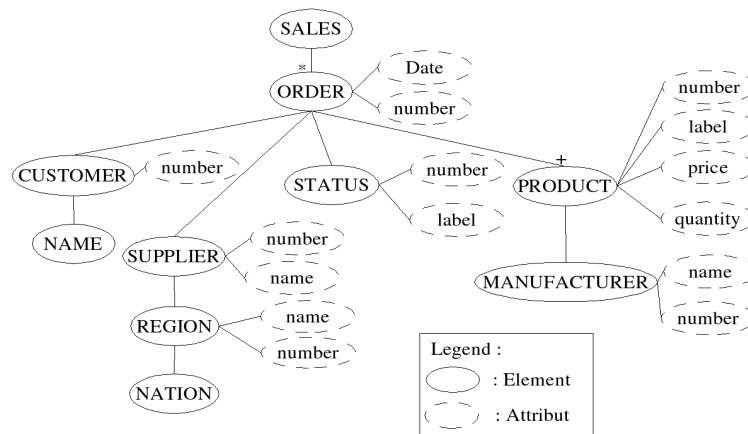 SALES
*
ORDER
Date
number
CUSTOMER
number
NAME
SUPPLIER
number
name
REGION
name
number
NATION
STATUS
number
label
+
PRODUCT
number
label
price
quantity
MANUFACTURER
name
number
Legend :
: Element
: Attribut